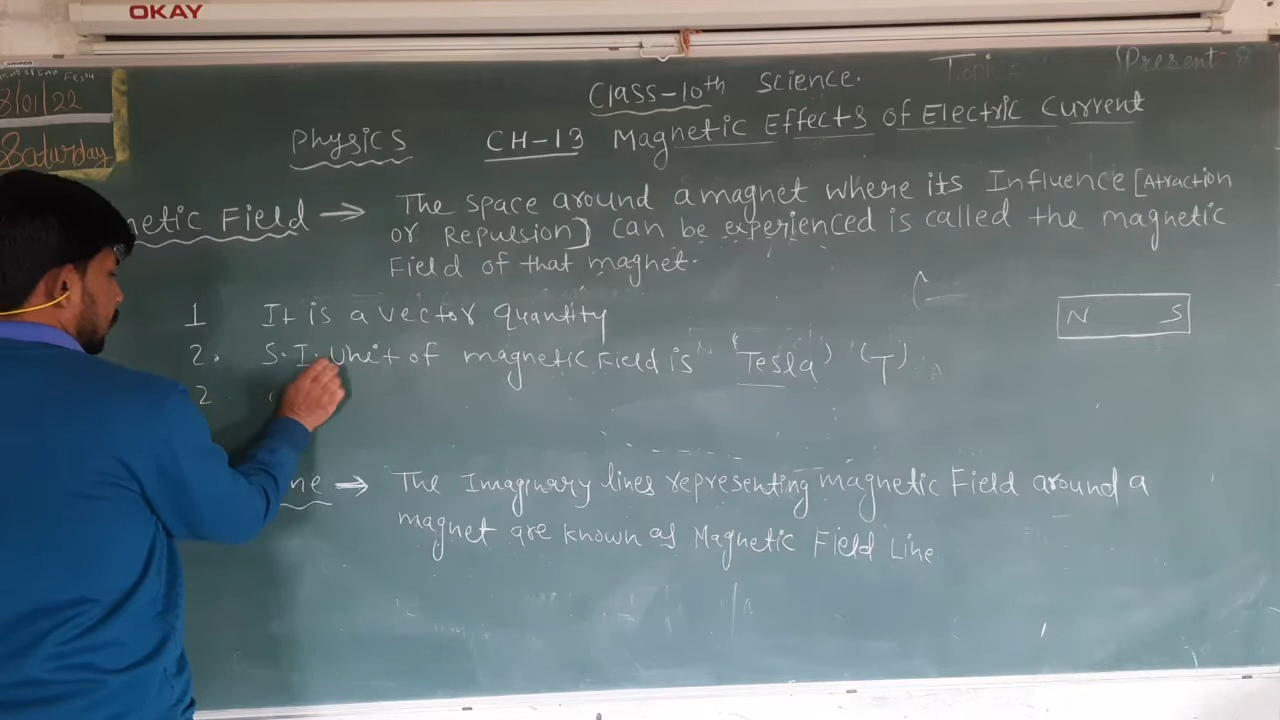 OKAY
Class-10th Science.
Present 8
8/01/22
Saturday
Physics CH-13 Magnetic Effects of Electric Current
netic Field → The space around a magnet where its Influence [Atraction
or Repulsion] can be experienced is called the magnetic
Field of that magnet.
1 It is a vector quantity
N S
2. S.I. Unit of magnetic Field is 'Tesla' (T)
2
ne → The Imaginary lines representing magnetic Field around a
magnet are known as Magnetic Field Line